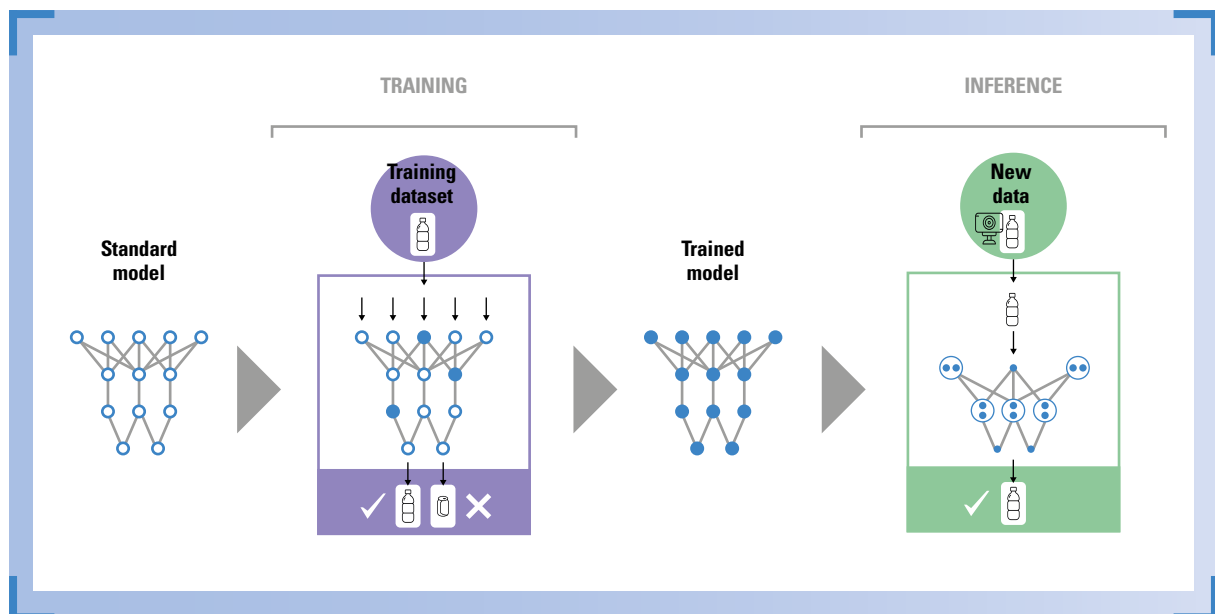 TRAINING
INFERENCE
Training
dataset
New
data
Standard
model
Trained
model